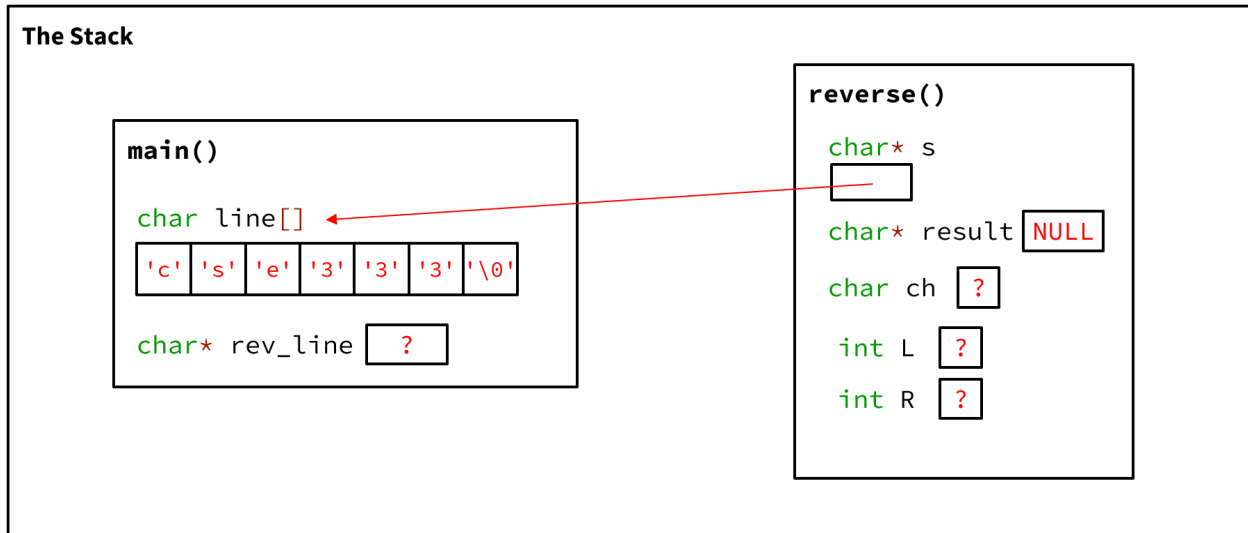 The Stack
main()
char line[]
'c' 's' 'e' '3' '3' '3' '\0'
char* rev_line ?
reverse()
char* s
char* result NULL
char ch ?
int L ?
int R ?